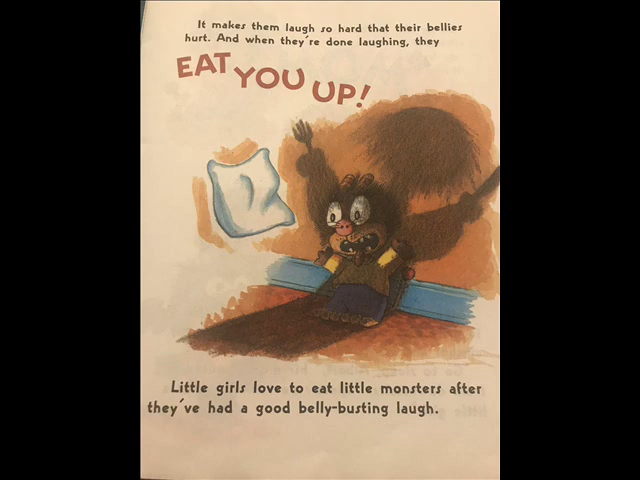 It makes them laugh so hard that their bellies
hurt. And when they're done laughing, they
EAT YOU UP!
Little girls love to eat little monsters after
they've had a good belly-busting laugh.